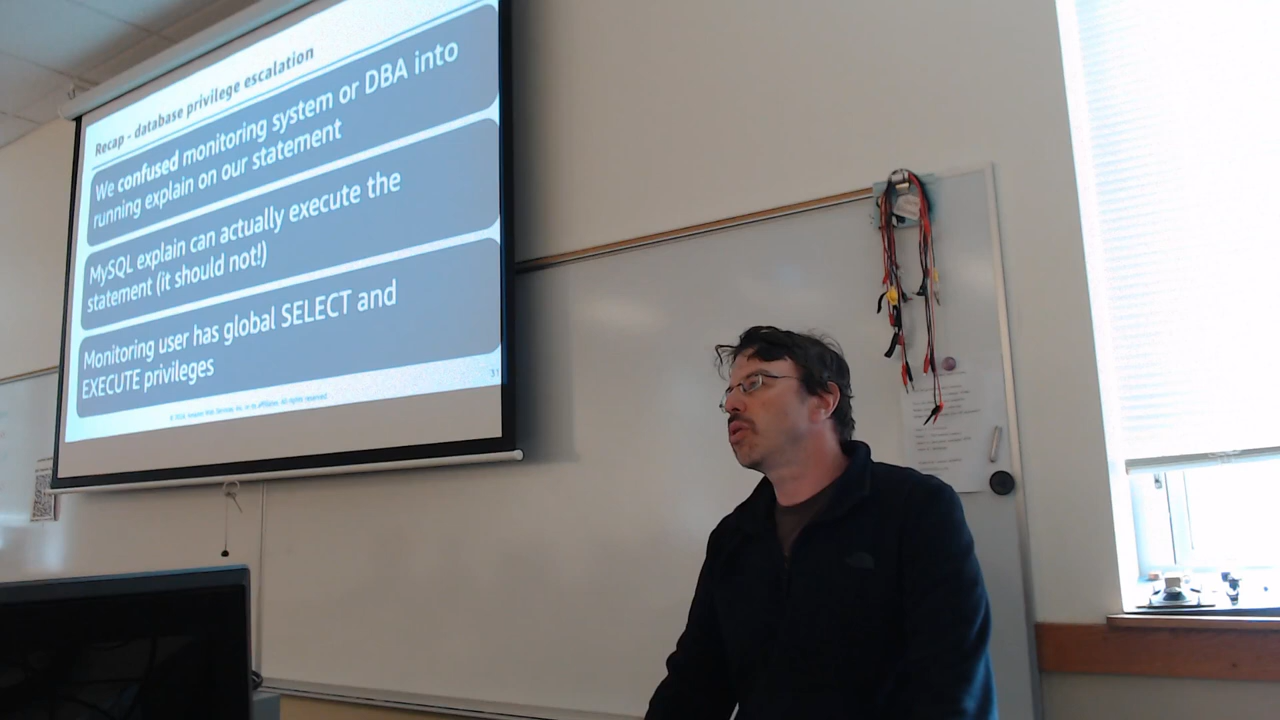 Recap - database privilege escalation
We confused monitoring system or DBA into
running explain on our statement
MySQL explain can actually execute the
statement (it should not!)
Monitoring user has global SELECT and
EXECUTE privileges
31